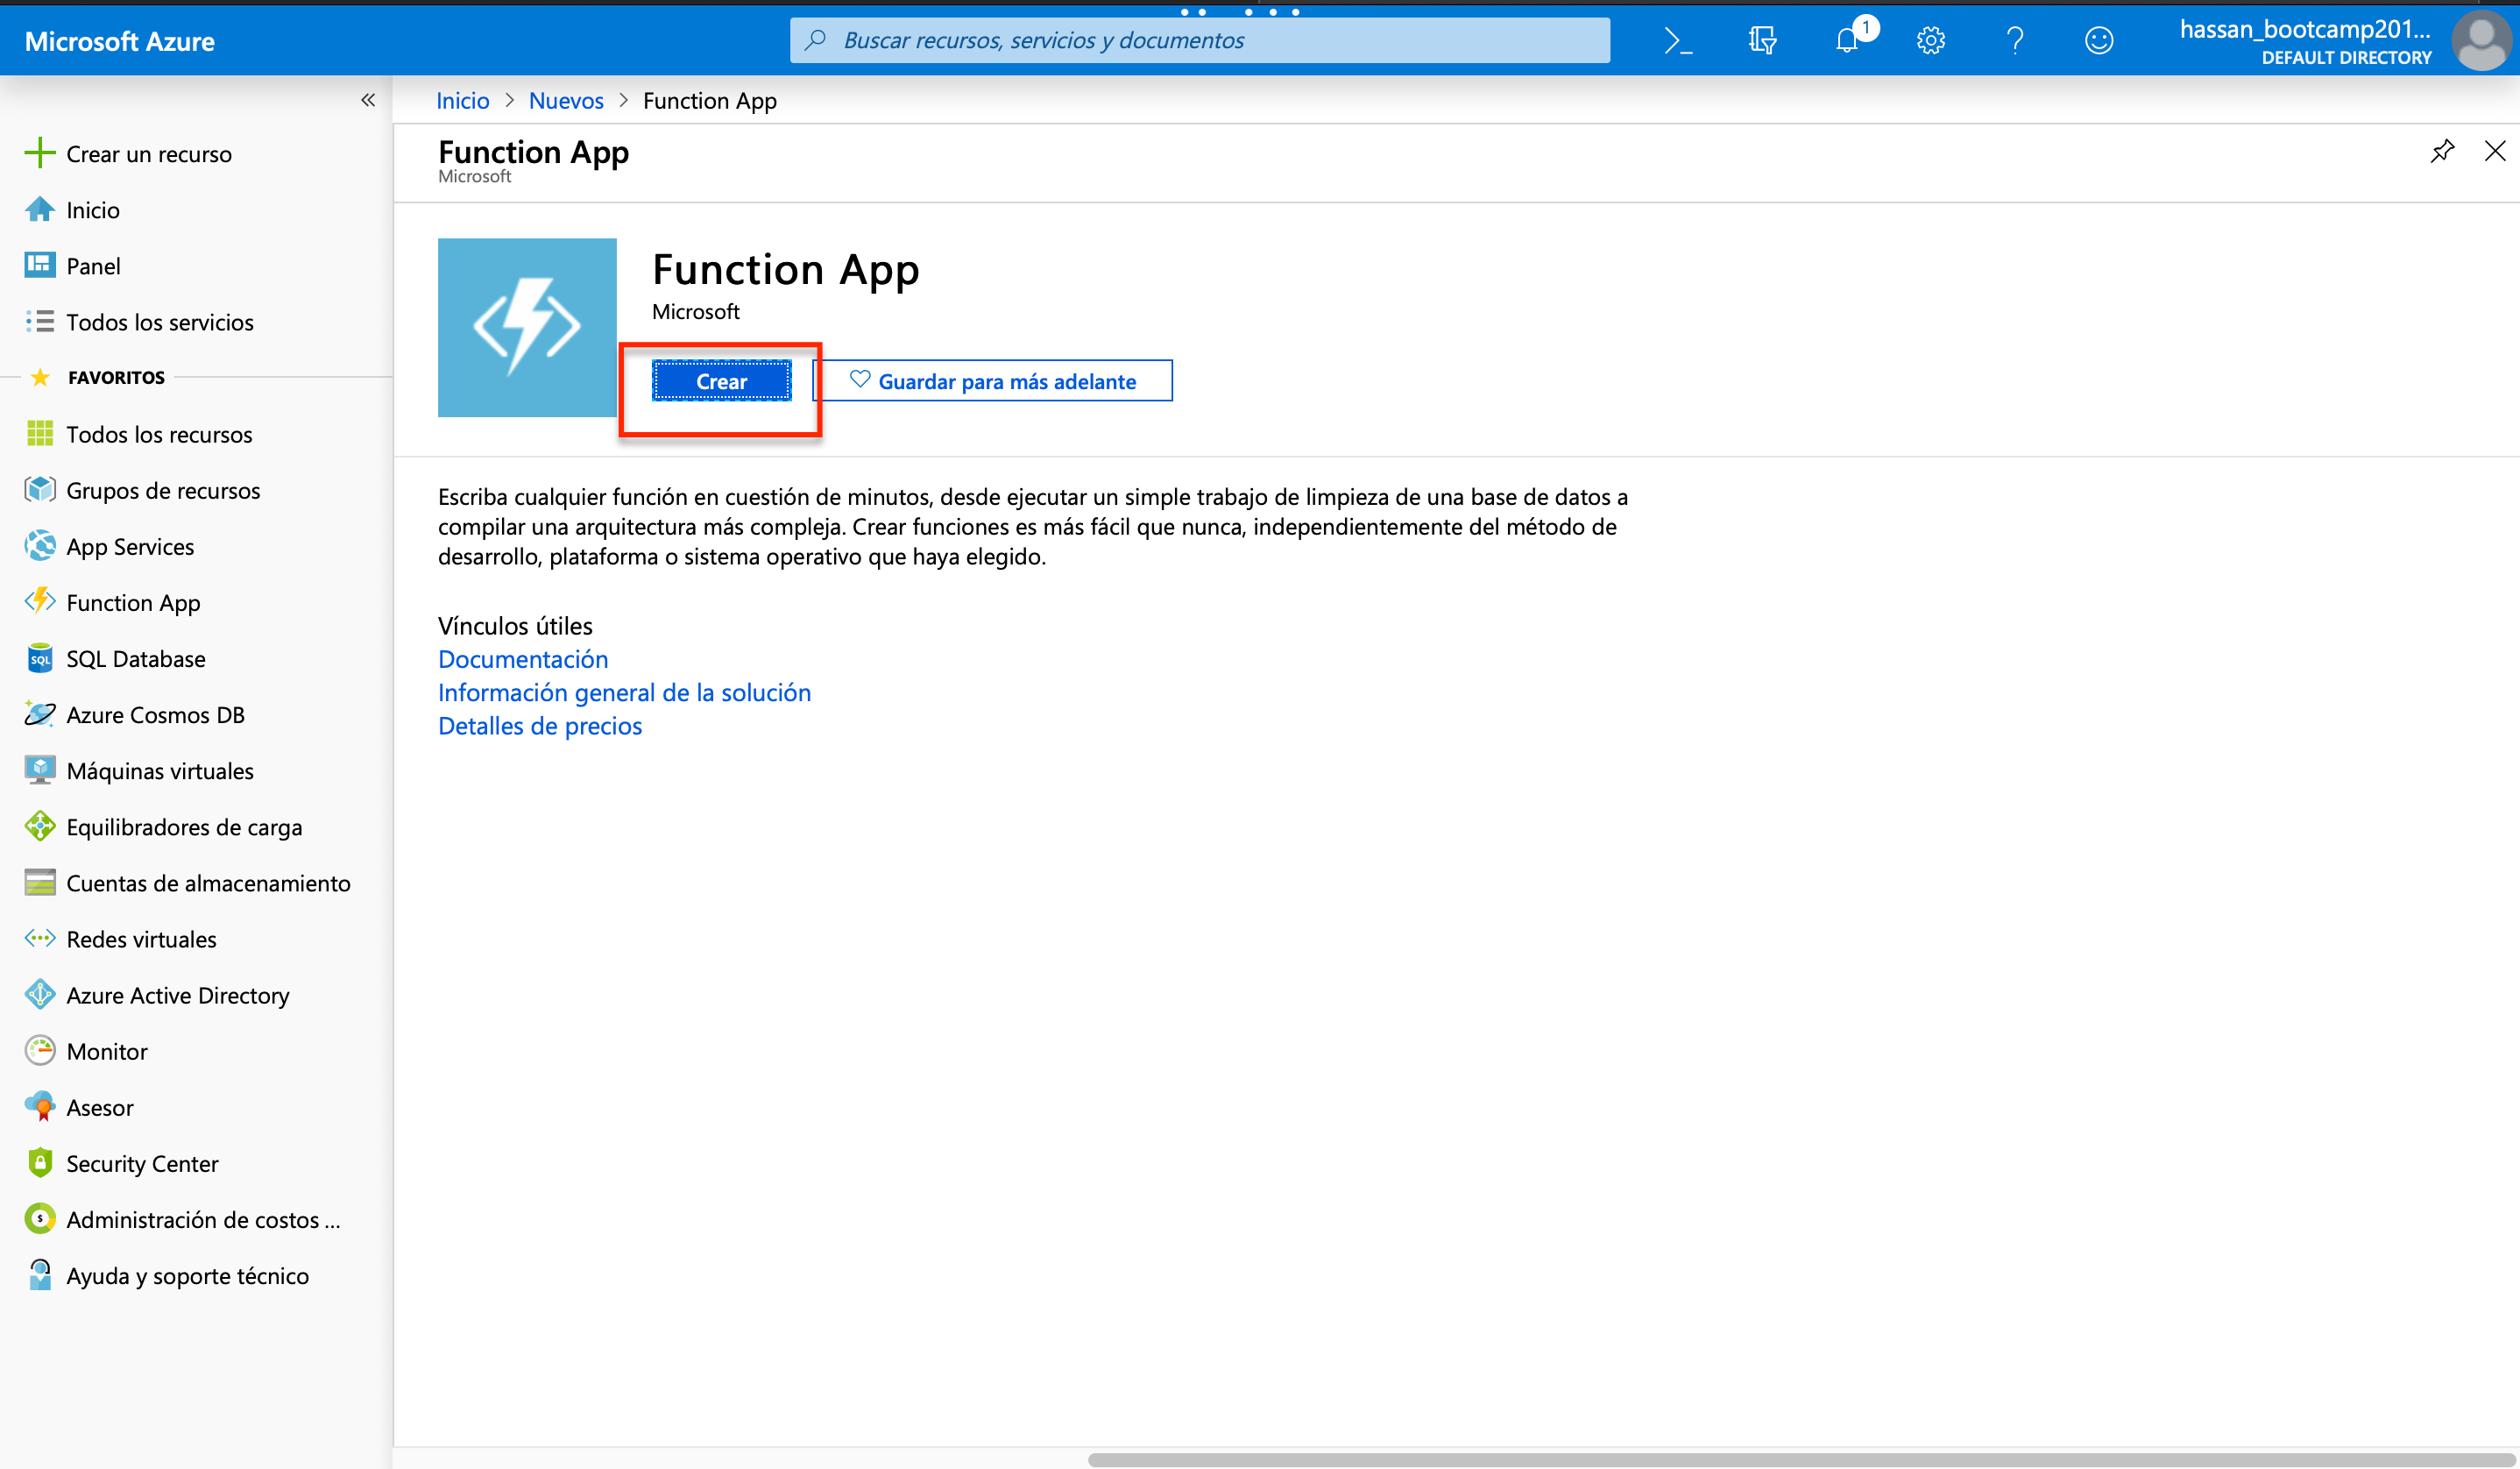 Microsoft Azure
Buscar recursos, servicios y documentos
1
hassan_bootcamp201...
DEFAULT DIRECTORY
Inicio > Nuevos > Function App
Crear un recurso
Inicio
Panel
Todos los servicios
FAVORITOS
Todos los recursos
Grupos de recursos
App Services
Function App
SQL
SQL Database
Azure Cosmos DB
Máquinas virtuales
Equilibradores de carga
Cuentas de almacenamiento
Redes virtuales
Azure Active Directory
Monitor
Asesor
Security Center
Administración de costos ...
Ayuda y soporte técnico
Function App
Microsoft
Function App
Microsoft
Crear
Guardar para más adelante
Escriba cualquier función en cuestión de minutos, desde ejecutar un simple trabajo de limpieza de una base de datos a
compilar una arquitectura más compleja. Crear funciones es más fácil que nunca, independientemente del método de
desarrollo, plataforma o sistema operativo que haya elegido.
Vínculos útiles
Documentación
Información general de la solución
Detalles de precios